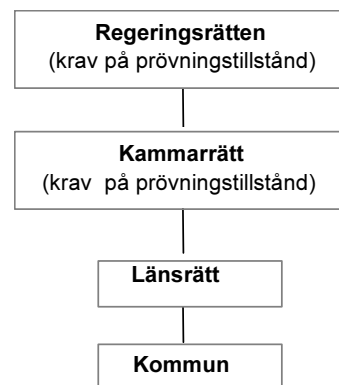 Regeringsrätten
(krav på prövningstillstånd)
Kammarrätt
(krav på prövningstillstånd)
Länsrätt
Kommun